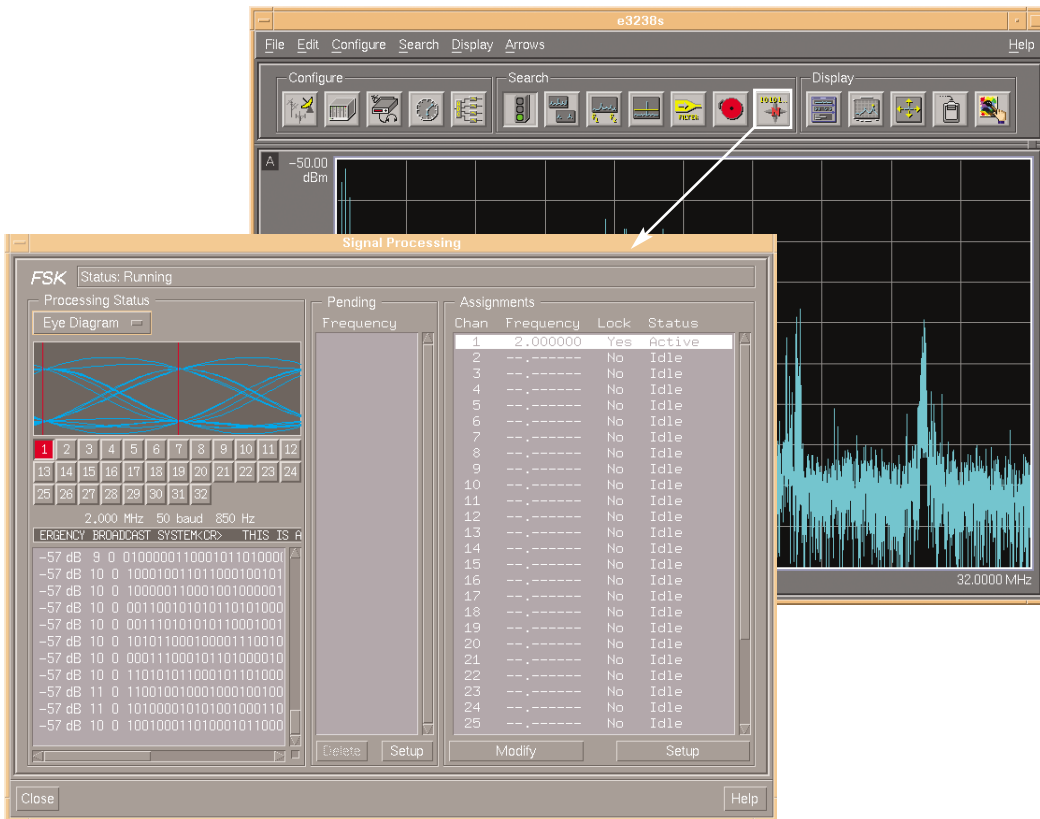 e3238s
File Edit Configure Search Display Arrows Help
Configure Search Display
FILTER
10101...
F1 F2
A -50.00
dBm
32.0000 MHz
Signal Processing
FSK Status: Running
Processing Status
Eye Diagram
1 2 3 4 5 6 7 8 9 10 11 12
13 14 15 16 17 18 19 20 21 22 23 24
25 26 27 28 29 30 31 32
2.000 MHz 50 baud 850 Hz
ERGENCY BROADCAST SYSTEM<CR> THIS IS A
-57 dB 9 0 0100000110001011010000
-57 dB 10 0 100010011011000100101
-57 dB 10 0 1000001100010010000010
-57 dB 10 0 001100101010110101000
-57 dB 10 0 001110101010110001001
-57 dB 10 0 101011000100001110010
-57 dB 10 0 000111000101101000010
-57 dB 10 0 110101011000101101000
-57 dB 11 0 110010010001000100100
-57 dB 11 0 101000010101001000110
-57 dB 10 0 100100011010001011000
Pending
Frequency
Delete Setup
Assignments
Chan Frequency Lock Status
1 2.000000 Yes Active
2 --.------ No Idle
3 --.------ No Idle
4 --.------ No Idle
5 --.------ No Idle
6 --.------ No Idle
7 --.------ No Idle
8 --.------ No Idle
9 --.------ No Idle
10 --.------ No Idle
11 --.------ No Idle
12 --.------ No Idle
13 --.------ No Idle
14 --.------ No Idle
15 --.------ No Idle
16 --.------ No Idle
17 --.------ No Idle
18 --.------ No Idle
19 --.------ No Idle
20 --.------ No Idle
21 --.------ No Idle
22 --.------ No Idle
23 --.------ No Idle
24 --.------ No Idle
25 --.------ No Idle
Modify Setup
Close Help